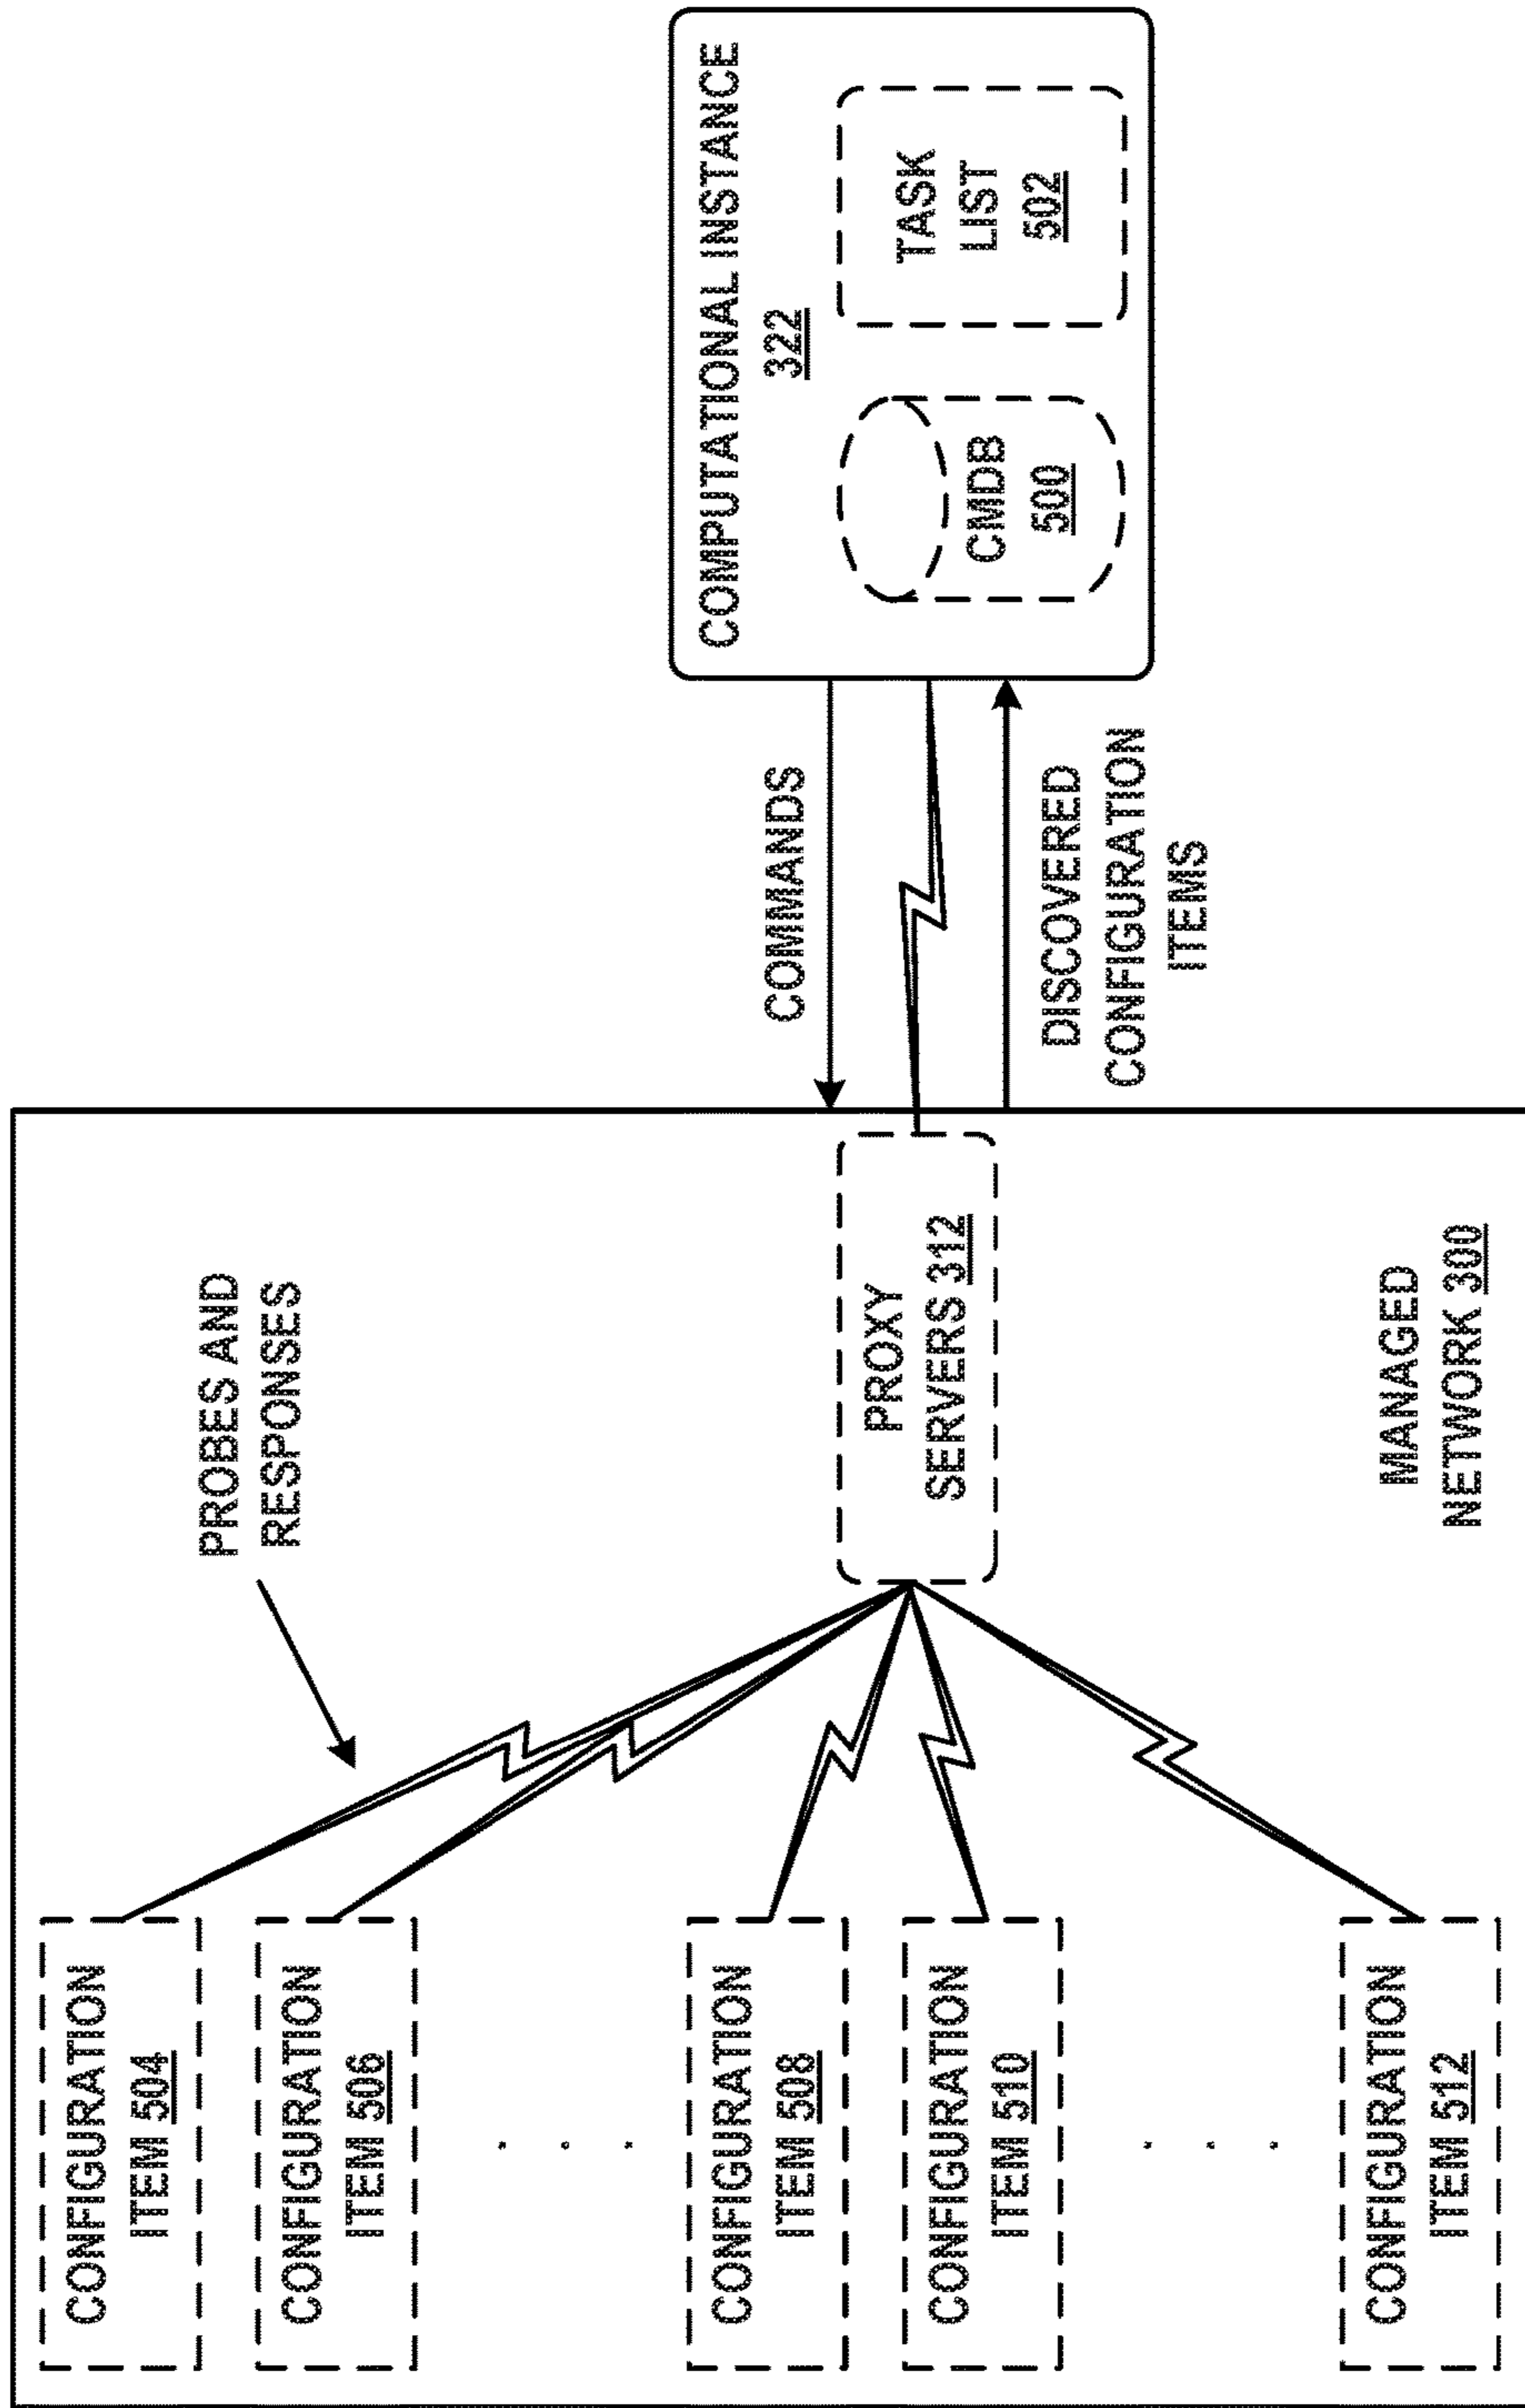 CONFIGURATION
ITEM 504
CONFIGURATION
ITEM 506
CONFIGURATION
ITEM 508
CONFIGURATION
ITEM 510
CONFIGURATION
ITEM 512
PROBES AND
RESPONSES
PROXY
SERVERS 312
MANAGED
NETWORK 300
COMMANDS
DISCOVERED
CONFIGURATION
ITEMS
COMPUTATIONAL INSTANCE
322
CMDB
500
TASK
LIST
502